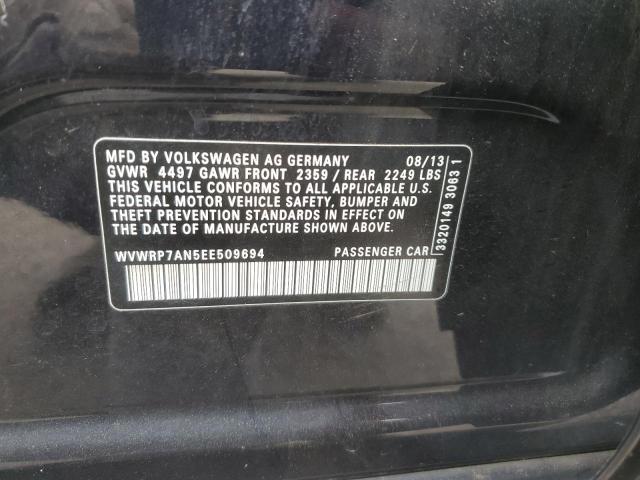 MFD BY VOLKSWAGEN AG GERMANY 08/13
GVWR 4497 GAWR FRONT 2359 / REAR 2249 LBS
THIS VEHICLE CONFORMS TO ALL APPLICABLE U.S.
FEDERAL MOTOR VEHICLE SAFETY, BUMPER AND
THEFT PREVENTION STANDARDS IN EFFECT ON
THE DATE OF MANUFACTURE SHOWN ABOVE.
WVWRP7AN5EE509694 PASSENGER CAR
3320149 3063 1